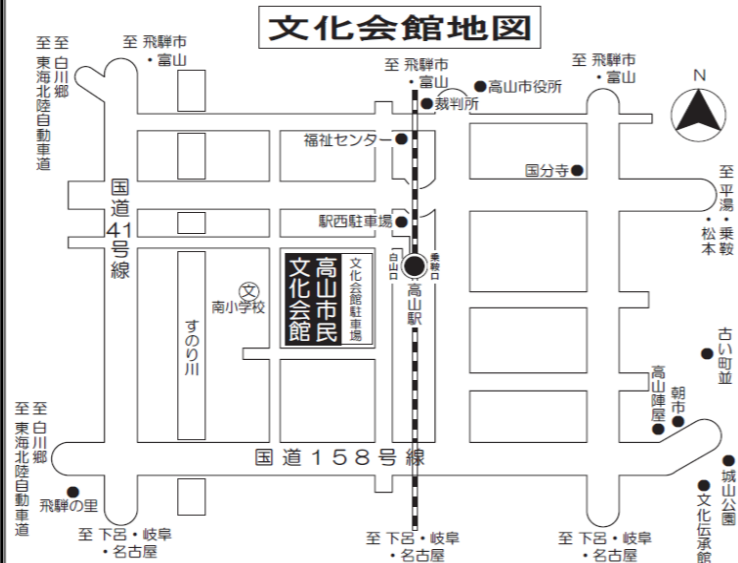 文化会館地図
至 白川郷
至 東海北陸自動車道
至 飛騨市
・富山
至 飛騨市
・富山
至 飛騨市
・富山
N
高山市役所
裁判所
福祉センター
国分寺
至 平湯・乗鞍
・松本
国道41号線
駅西駐車場
白山口
乗鞍口
高山駅
高山市民
文化会館
文化会館駐車場
文
南小学校
すのり川
古い町並
朝市
高山陣屋
国道158号線
至 白川郷
至 東海北陸自動車道
飛騨の里
城山公園
文化伝承館
至 下呂・岐阜
・名古屋
至 下呂・岐阜
・名古屋
至 下呂・岐阜
・名古屋